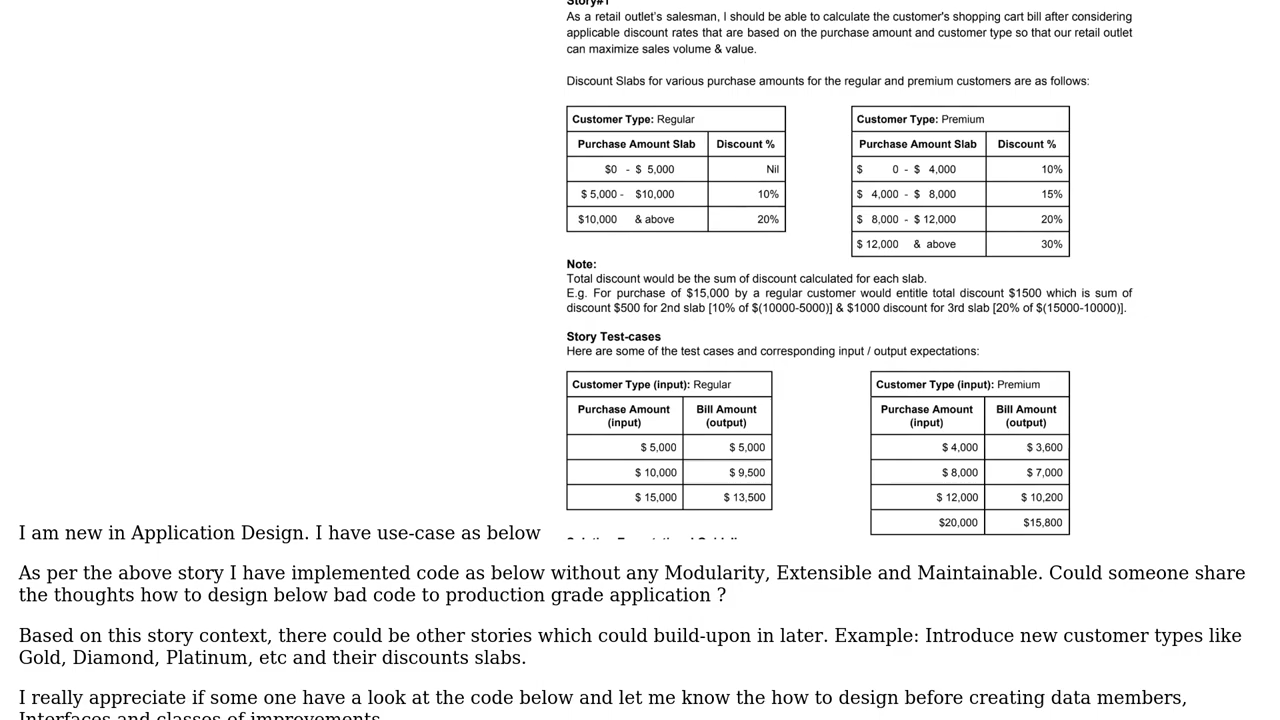 Story#1
As a retail outlet's salesman, I should be able to calculate the customer's shopping cart bill after considering
applicable discount rates that are based on the purchase amount and customer type so that our retail outlet
can maximize sales volume & value.
Discount Slabs for various purchase amounts for the regular and premium customers are as follows:
Customer Type: Regular
Purchase Amount Slab Discount %
$0 - $ 5,000 Nil
$ 5,000 - $10,000 10%
$10,000 & above 20%
Customer Type: Premium
Purchase Amount Slab Discount %
$ 0 - $ 4,000 10%
$ 4,000 - $ 8,000 15%
$ 8,000 - $ 12,000 20%
$ 12,000 & above 30%
Note:
Total discount would be the sum of discount calculated for each slab.
E.g. For purchase of $15,000 by a regular customer would entitle total discount $1500 which is sum of
discount $500 for 2nd slab [10% of $(10000-5000)] & $1000 discount for 3rd slab [20% of $(15000-10000)].
Story Test-cases
Here are some of the test cases and corresponding input / output expectations:
Customer Type (input): Regular
Purchase Amount Bill Amount
(input) (output)
$ 5,000 $ 5,000
$ 10,000 $ 9,500
$ 15,000 $ 13,500
Customer Type (input): Premium
Purchase Amount Bill Amount
(input) (output)
$ 4,000 $ 3,600
$ 8,000 $ 7,000
$ 12,000 $ 10,200
$20,000 $15,800
I am new in Application Design. I have use-case as below
As per the above story I have implemented code as below without any Modularity, Extensible and Maintainable. Could someone share
the thoughts how to design below bad code to production grade application ?
Based on this story context, there could be other stories which could build-upon in later. Example: Introduce new customer types like
Gold, Diamond, Platinum, etc and their discounts slabs.
I really appreciate if some one have a look at the code below and let me know the how to design before creating data members,
Interfaces and classes of improvements